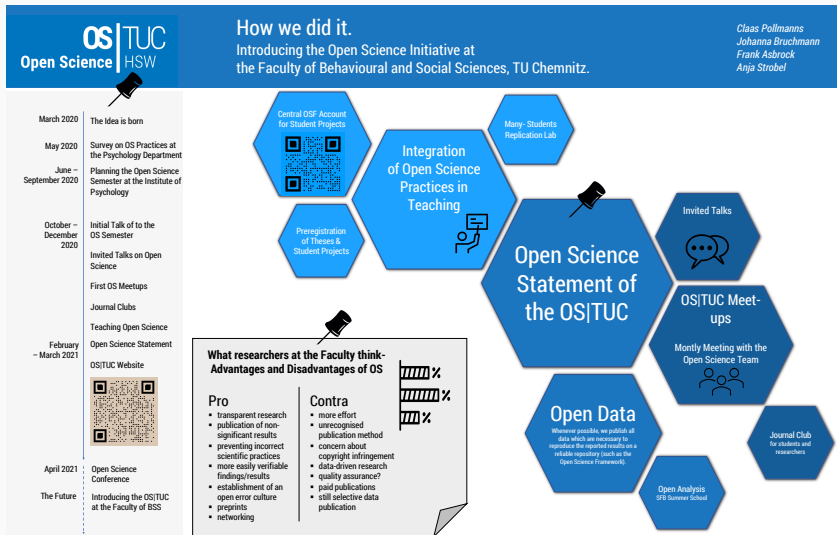 OS|TUC
Open Science|HSW
How we did it.
Introducing the Open Science Initiative at
the Faculty of Behavioural and Social Sciences, TU Chemnitz.
Claas Pollmanns
Johanna Bruchmann
Frank Asbrock
Anja Strobel
March 2020
The Idea is born
May 2020
Survey on OS Practices at
the Psychology Department
June –
September 2020
Planning the Open Science
Semester at the Institute of
Psychology
October –
December
2020
Initial Talk of to the
OS Semester
Invited Talks on Open
Science
First OS Meetups
Journal Clubs
Teaching Open Science
February
– March 2021
Open Science Statement
OS|TUC Website
April 2021
Open Science
Conference
The Future
Introducing the OS|TUC
at the Faculty of BSS
Central OSF Account
for Student Projects
Integration
of Open Science
Practices in
Teaching
Many- Students
Replication Lab
Preregistration
of Theses &
Student Projects
Open Science
Statement of
the OS|TUC
Invited Talks
OS|TUC Meet-
ups
Montly Meeting with the
Open Science Team
Open Data
Whenever possible, we publish all
data which are necessary to
reproduce the reported results on a
reliable repository (such as the
Open Science Framework).
Journal Club
for students and
researchers
Open Analysis
SFB Summer School
What researchers at the Faculty think-
Advantages and Disadvantages of OS
%
%
%
Pro
▪ transparent research
▪ publication of non-
significant results
▪ preventing incorrect
scientific practices
▪ more easily verifiable
findings/results
▪ establishment of an
open error culture
▪ preprints
▪ networking
Contra
▪ more effort
▪ unrecognised
publication method
▪ concern about
copyright infringement
▪ data-driven research
▪ quality assurance?
▪ paid publications
▪ still selective data
publication